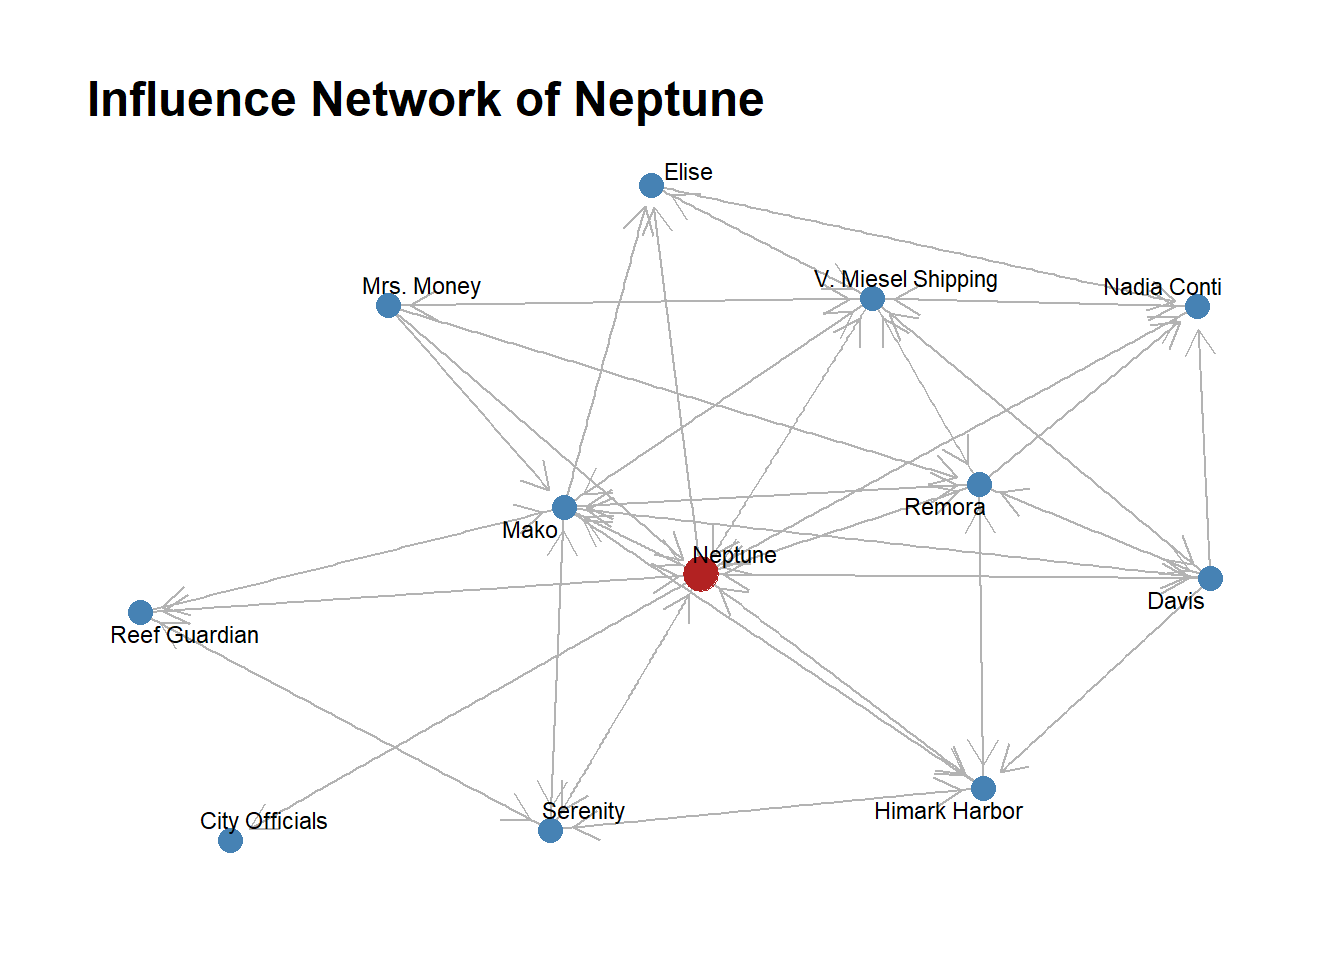 Influence Network of Neptune
Elise
Mrs. Money
V. Miesel Shipping
Nadia Conti
Mako
Remora
Neptune
Davis
Reef Guardian
City Officials
Serenity
Himark Harbor